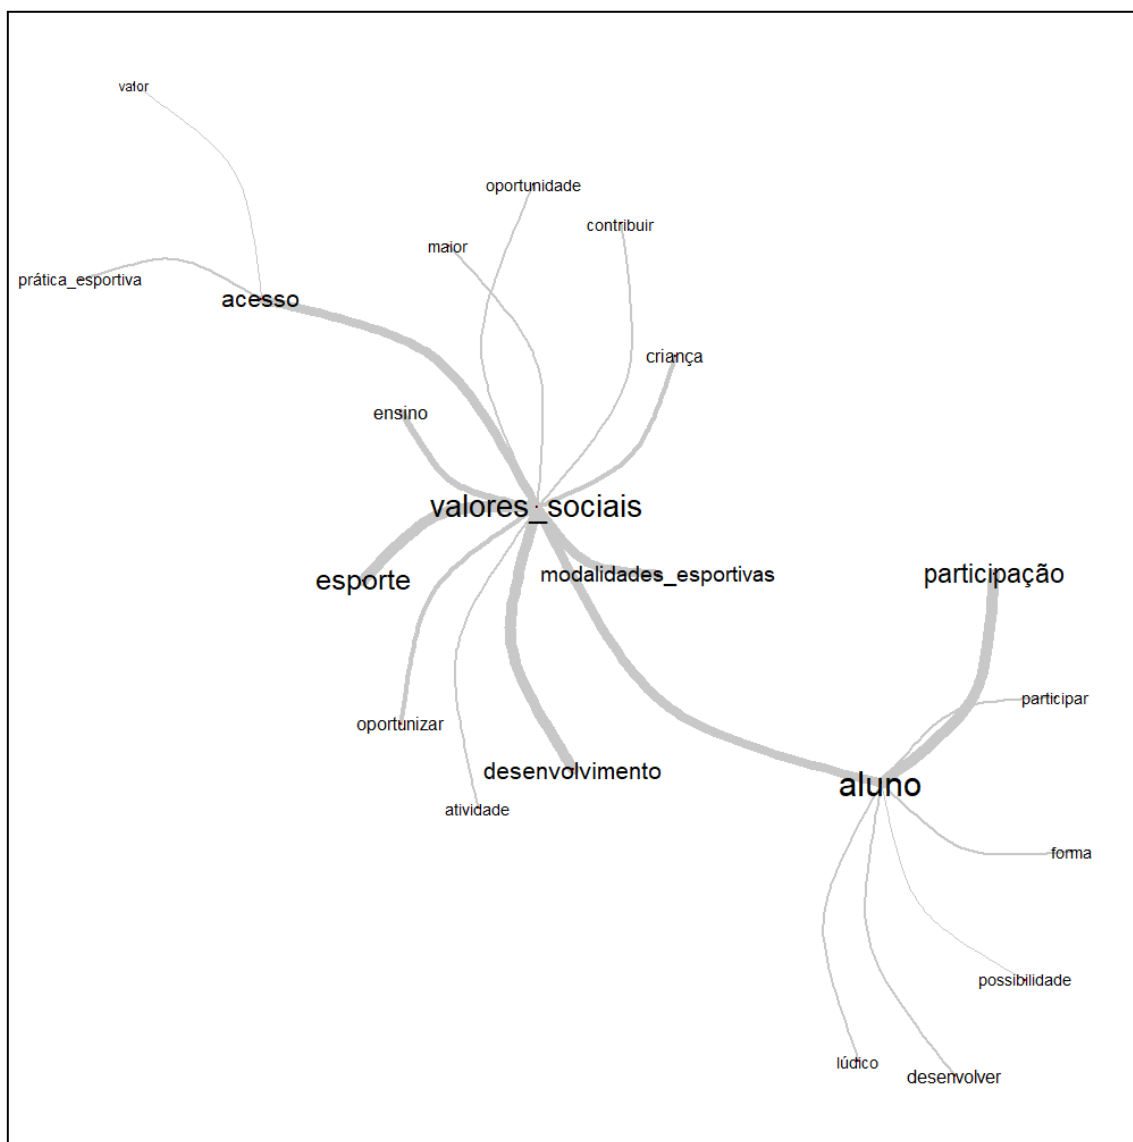 valor
oportunidade
contribuir
maior
prática_esportiva
acesso
criança
ensino
valores_sociais
esporte
modalidades_esportivas
participação
participar
oportunizar
desenvolvimento
aluno
atividade
forma
possibilidade
lúdico
desenvolver